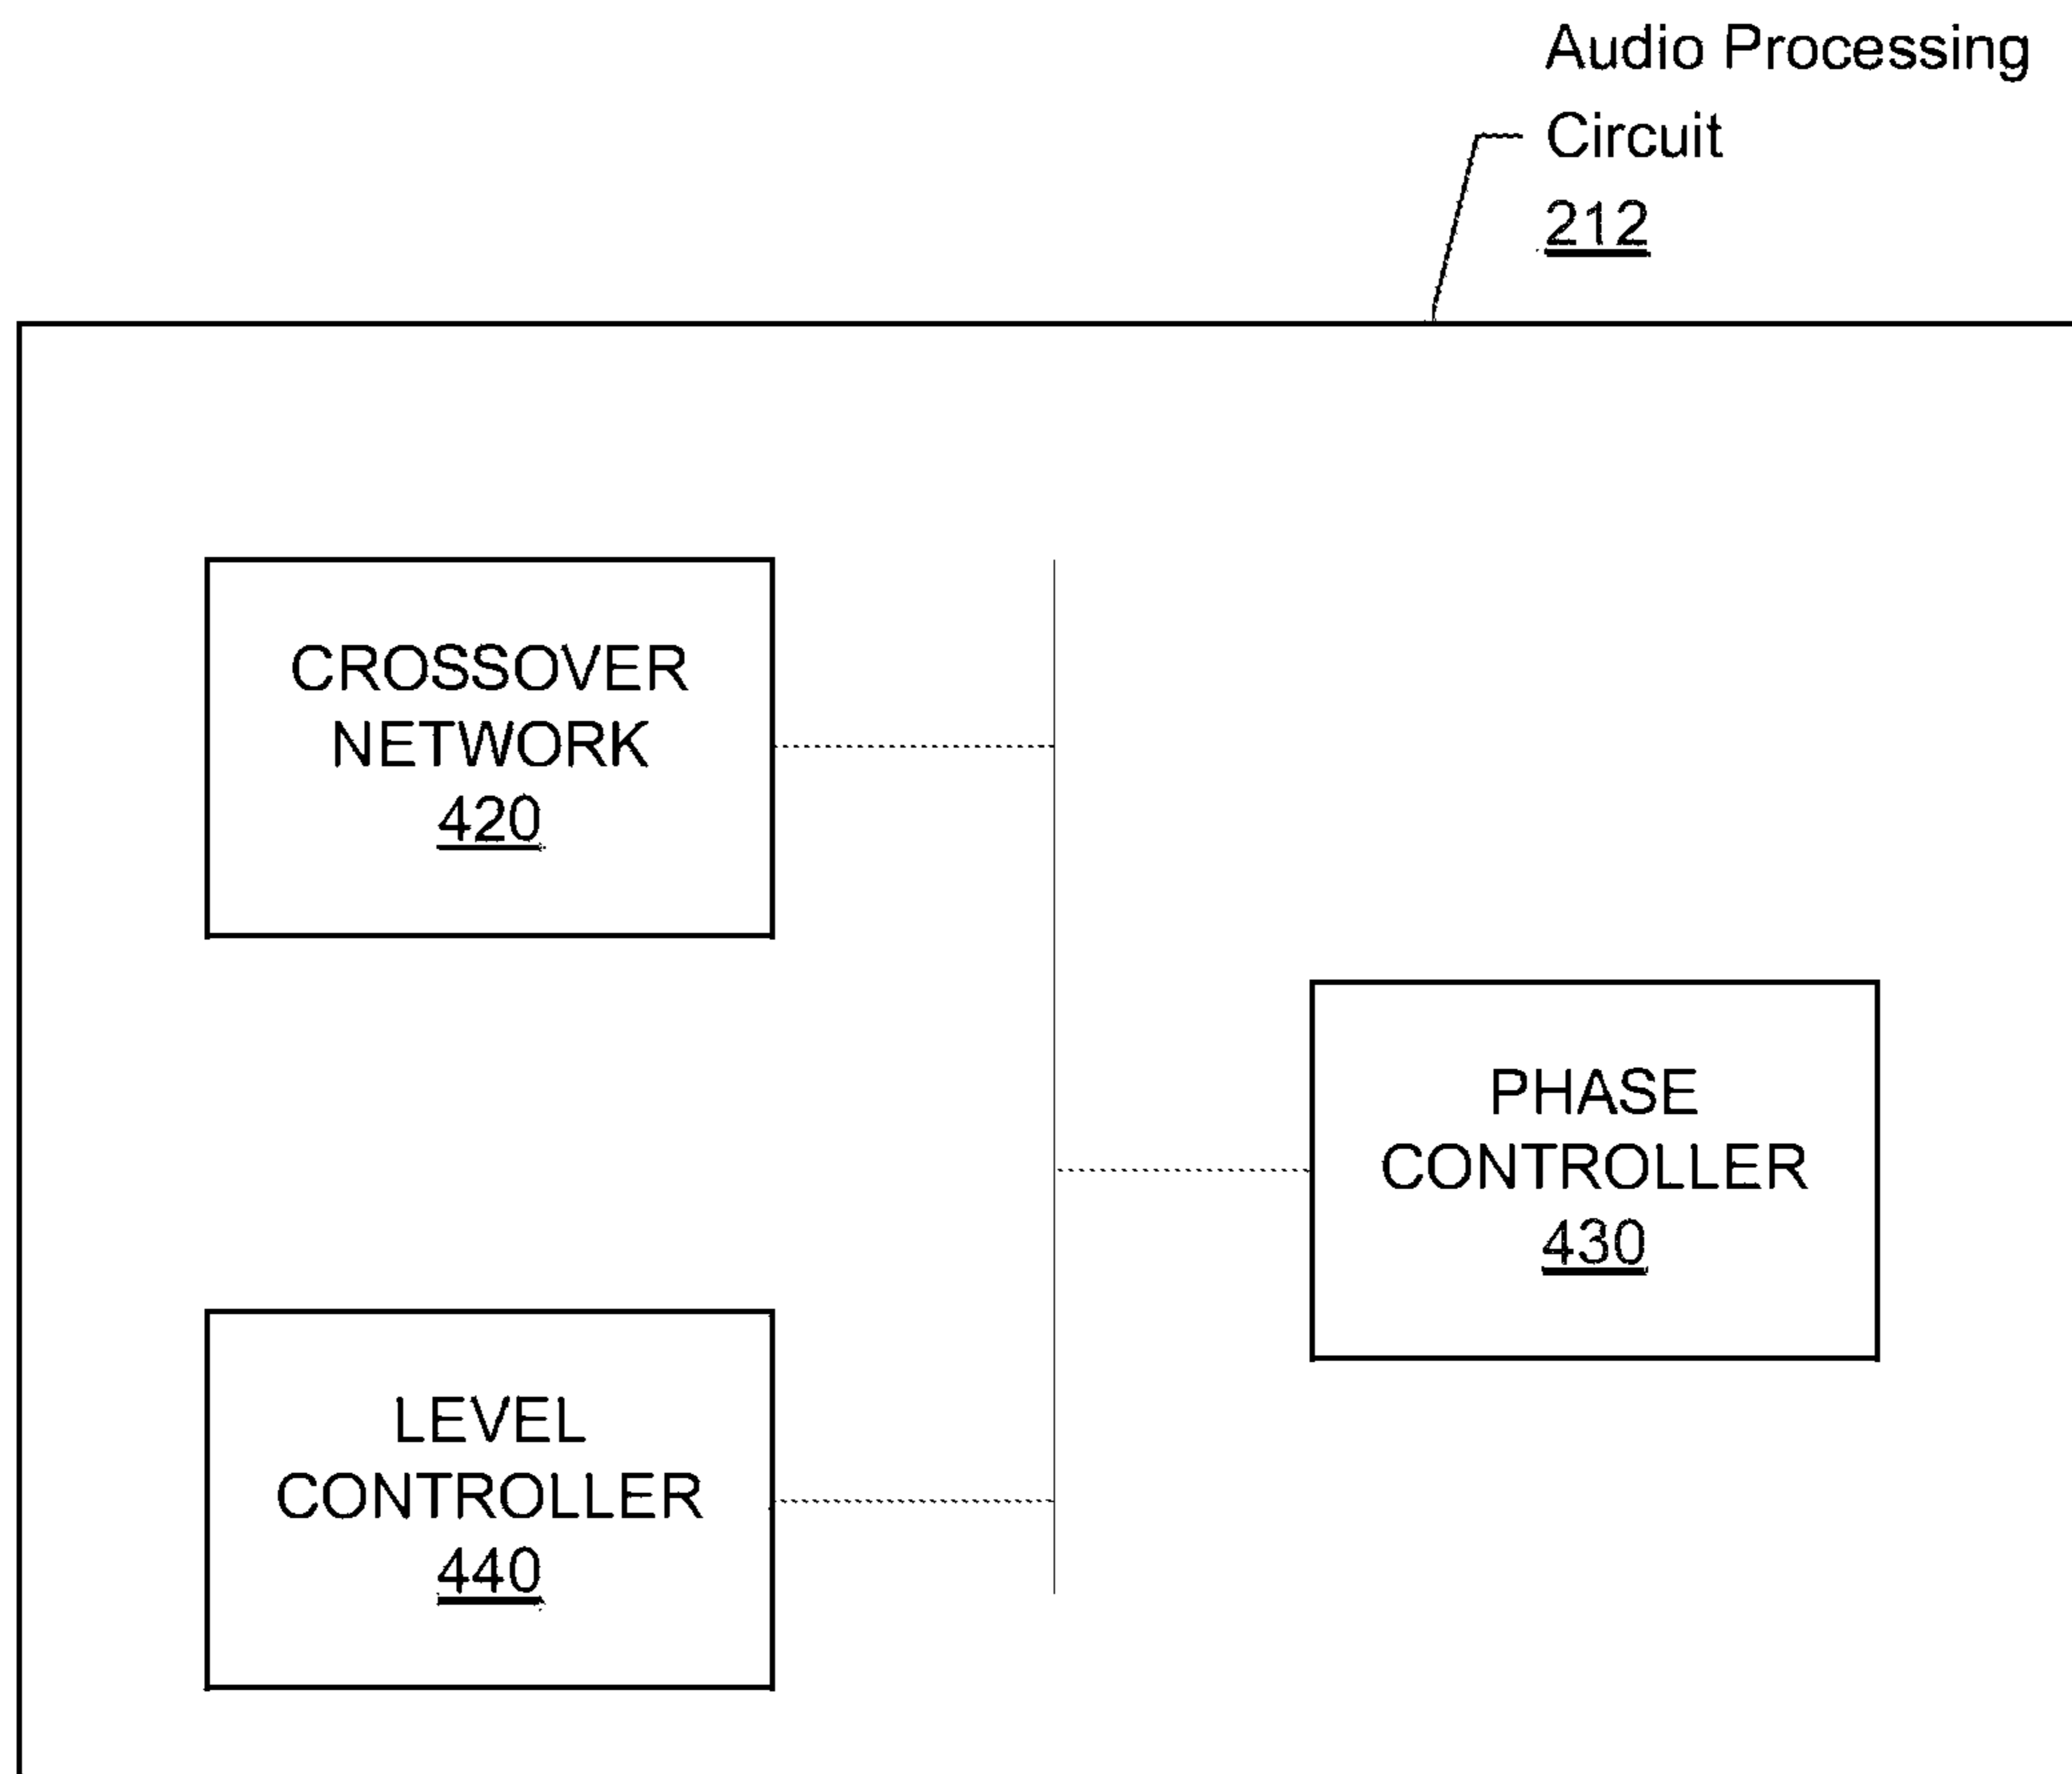 Audio Processing
Circuit
212
CROSSOVER
NETWORK
420
PHASE
CONTROLLER
430
LEVEL
CONTROLLER
440